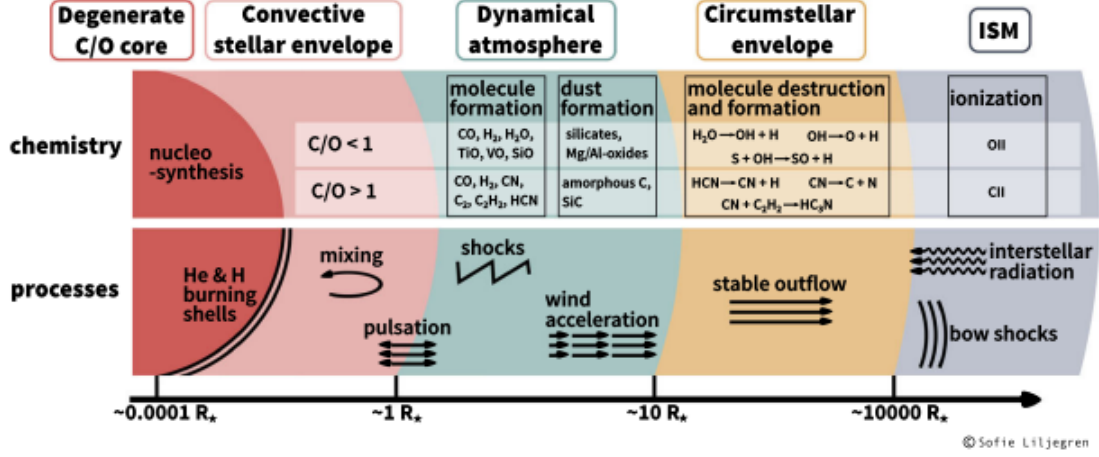 Degenerate
C/O core
Convective
stellar envelope
Dynamical
atmosphere
Circumstellar
envelope
ISM
chemistry
nucleo
-synthesis
C/O < 1
C/O > 1
molecule
formation
CO, H₂, H₂O,
TiO, VO, SiO
CO, H₂, CN,
C₂, C₂H₂, HCN
dust
formation
silicates,
Mg/Al-oxides
amorphous C,
SiC
molecule destruction
and formation
H₂O→OH + H OH→O + H
S + OH→SO + H
HCN→CN + H CN→C + N
CN + C₂H₂→HC₃N
ionization
OII
CII
processes
He & H
burning
shells
mixing
pulsation
shocks
wind
acceleration
stable outflow
interstellar
radiation
bow shocks
~0.0001 R⋆
~1 R⋆
~10 R⋆
~10000 R⋆
© Sofie Liljegren